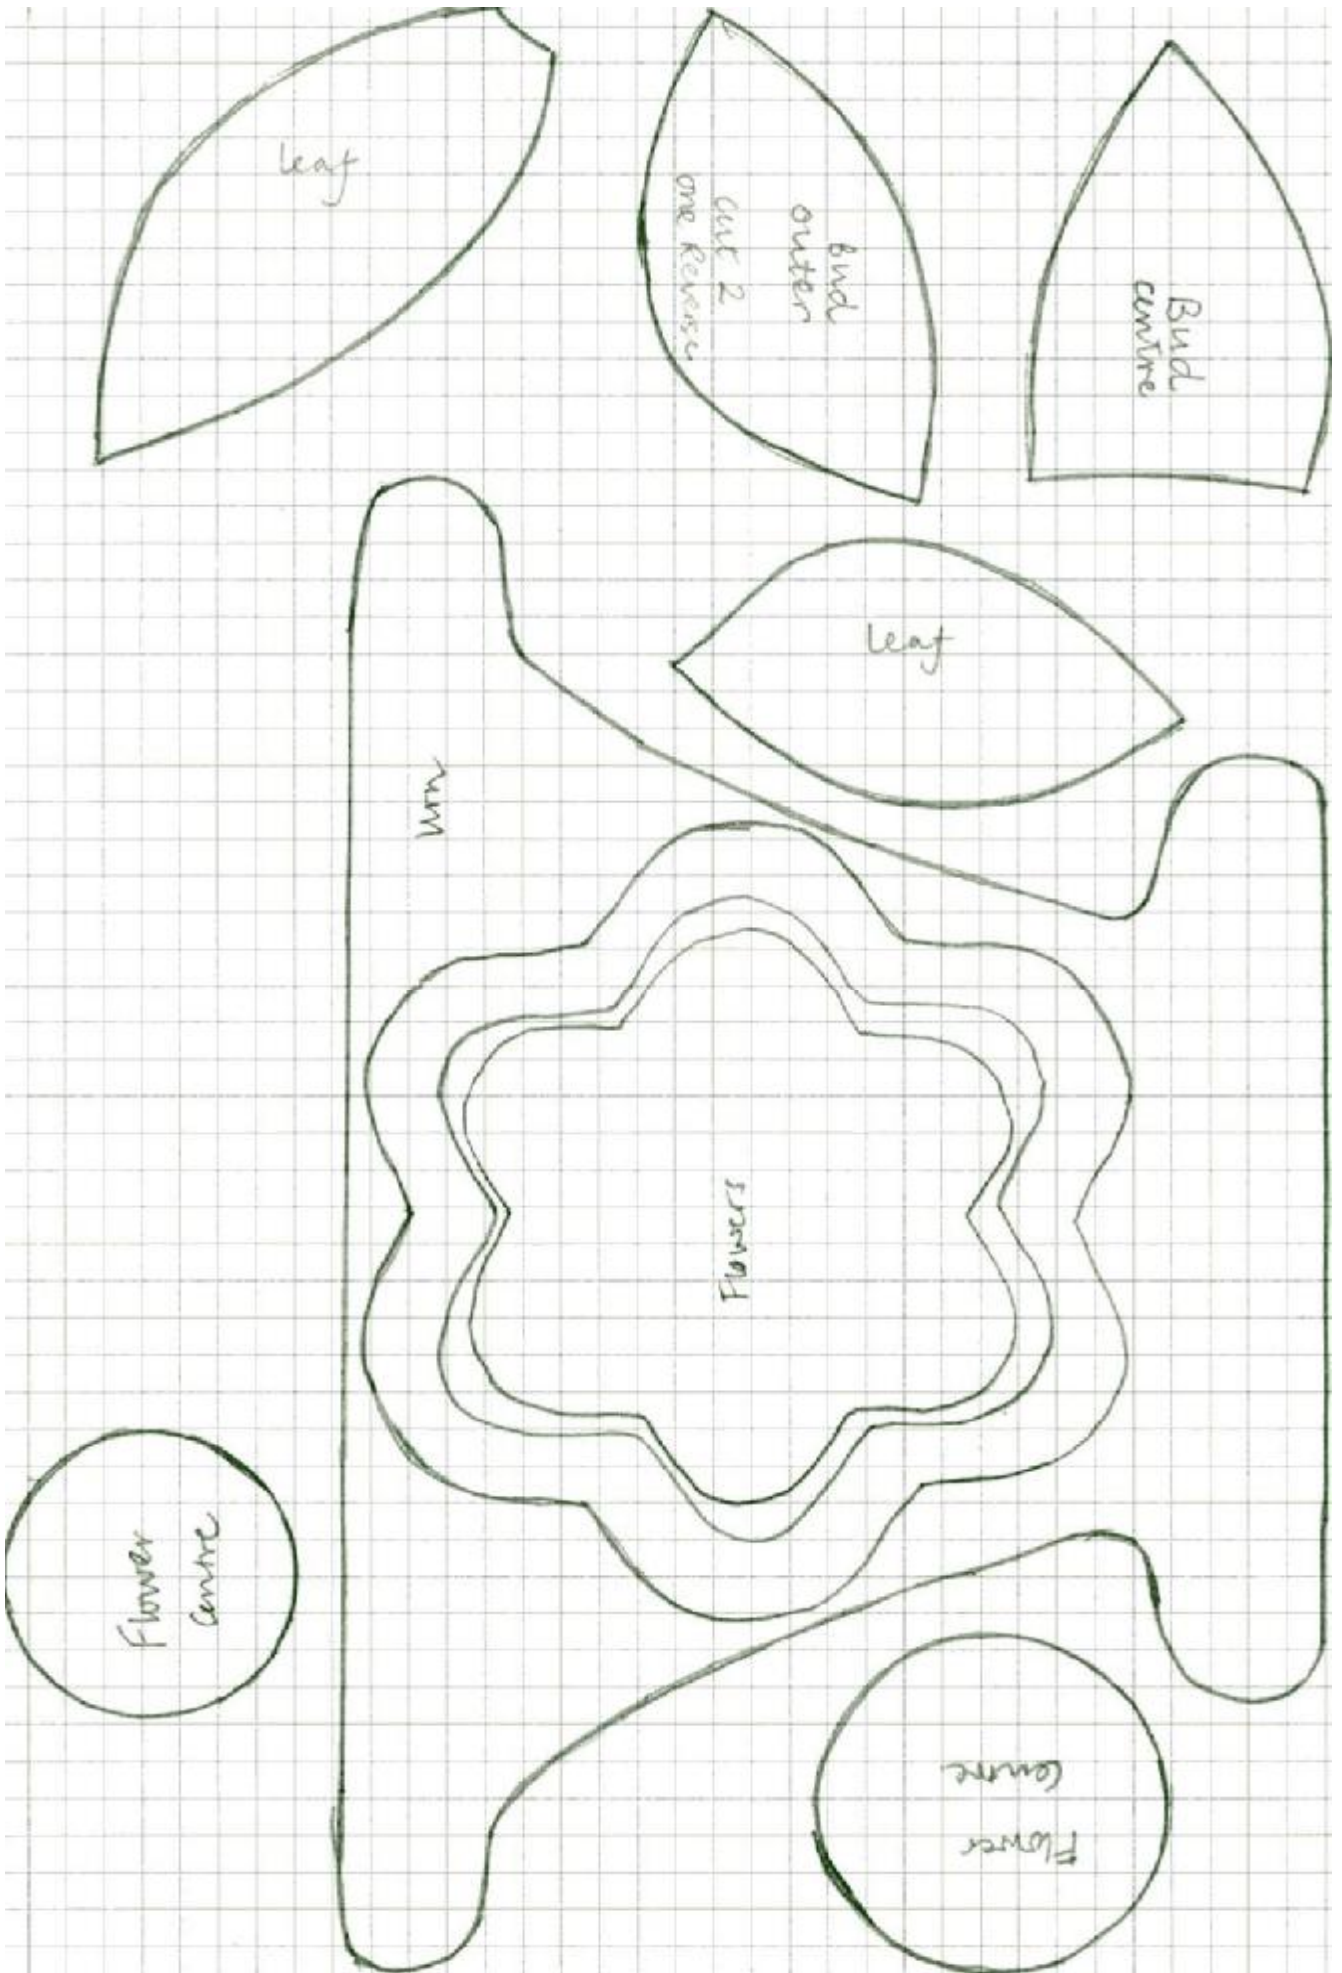 leaf
Bud
outer
cut 2
one Reverse
Bud
centre
leaf
urn
Flowers
Flower
centre
Flower
centre